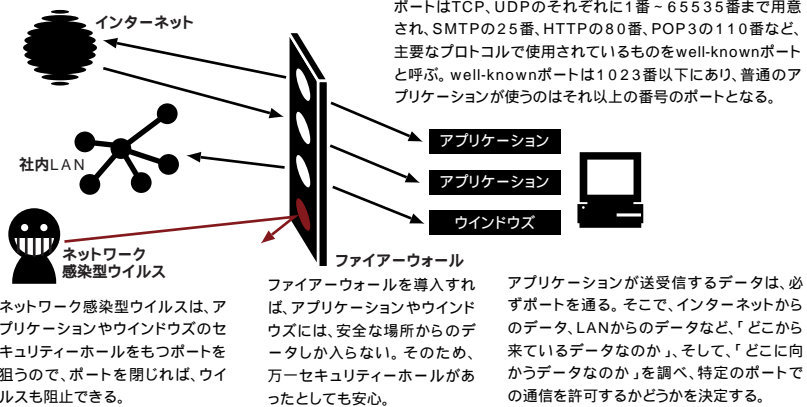 ポートはTCP、UDPのそれぞれに1番~65535番まで用意
され、SMTPの25番、HTTPの80番、POP3の110番など、
主要なプロトコルで使用されているものをwell-knownポート
と呼ぶ。well-knownポートは1023番以下にあり、普通のア
プリケーションが使うのはそれ以上の番号のポートとなる。
インターネット
アプリケーション
アプリケーション
ウインドウズ
社内LAN
ネットワーク
感染型ウイルス
ファイアーウォール
ネットワーク感染型ウイルスは、ア
プリケーションやウインドウズのセ
キュリティーホールをもつポートを
狙うので、ポートを閉じれば、ウイ
ルスも阻止できる。
ファイアーウォールを導入すれ
ば、アプリケーションやウインド
ウズには、安全な場所からのデ
ータしか入らない。そのため、
万一セキュリティーホールがあ
ったとしても安心。
アプリケーションが送受信するデータは、必
ずポートを通る。そこで、インターネットから
のデータ、LANからのデータなど、「どこから
来ているデータなのか」、そして、「どこに向
かうデータなのか」を調べ、特定のポートで
の通信を許可するかどうかを決定する。